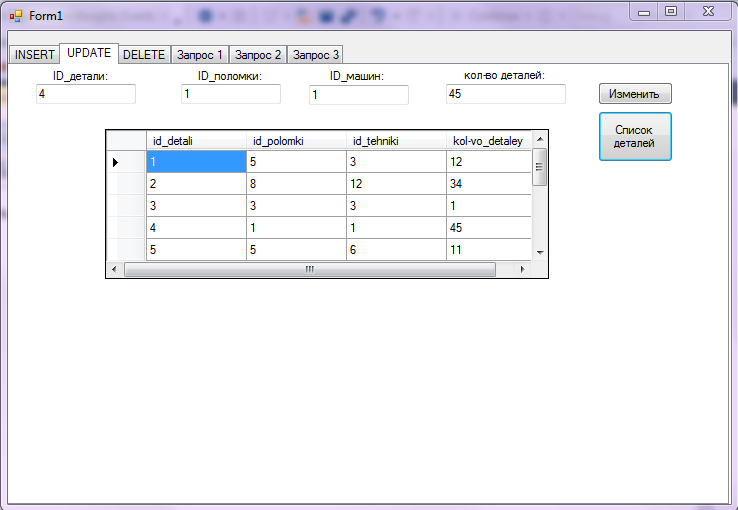 Form1
INSERT UPDATE DELETE Запрос 1 Запрос 2 Запрос 3
ID_детали: ID_поломки: ID_машин: кол-во деталей:
4 1 1 45 Изменить
Список
деталей
id_detali id_polomki id_tehniki kol-vo_detaley
1 5 3 12
2 8 12 34
3 3 3 1
4 1 1 45
5 5 6 11